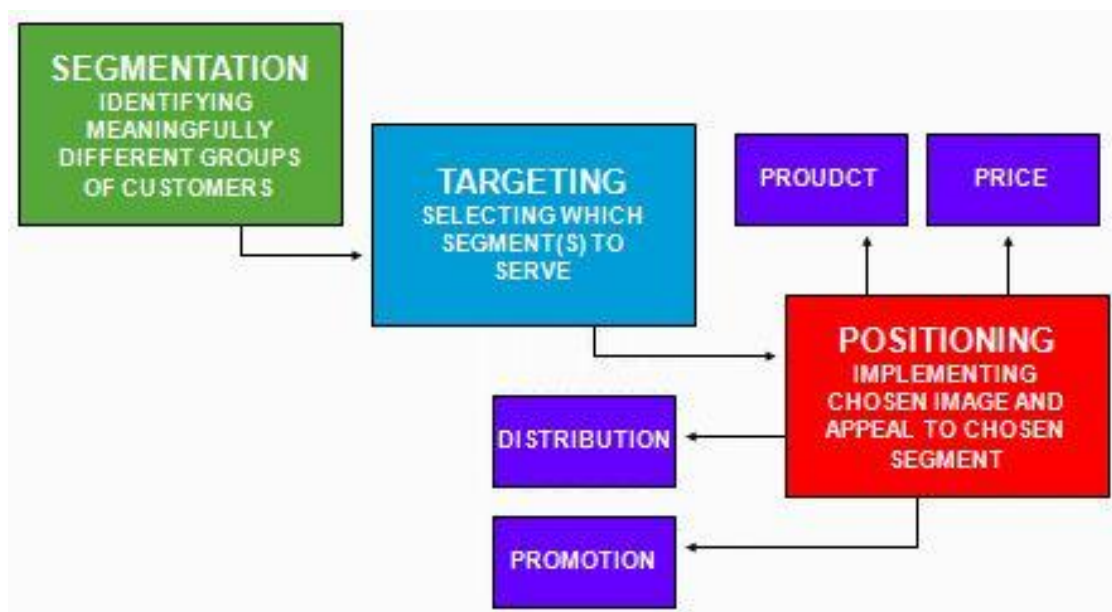 SEGMENTATION
IDENTIFYING
MEANINGFULLY
DIFFERENT GROUPS
OF CUSTOMERS
TARGETING
SELECTING WHICH
SEGMENT(S) TO
SERVE
PROUDCT
PRICE
POSITIONING
IMPLEMENTING
CHOSEN IMAGE AND
APPEAL TO CHOSEN
SEGMENT
DISTRIBUTION
PROMOTION